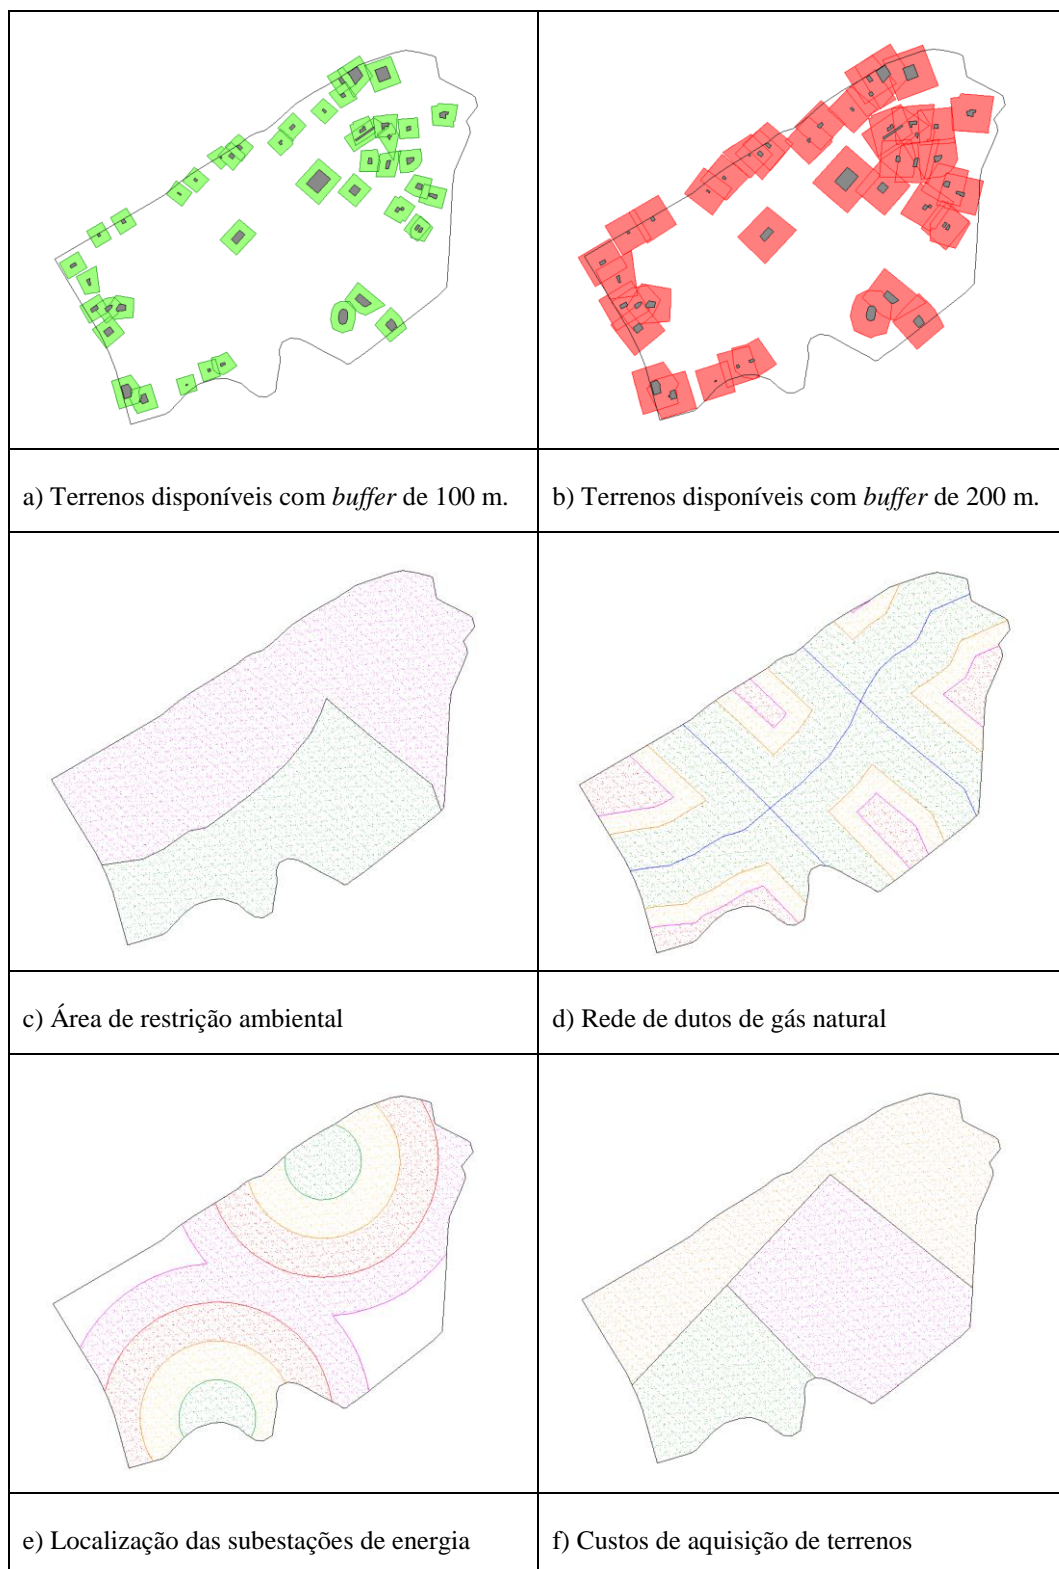 a) Terrenos disponíveis com buffer de 100 m.
b) Terrenos disponíveis com buffer de 200 m.
c) Área de restrição ambiental
d) Rede de dutos de gás natural
e) Localização das subestações de energia
f) Custos de aquisição de terrenos